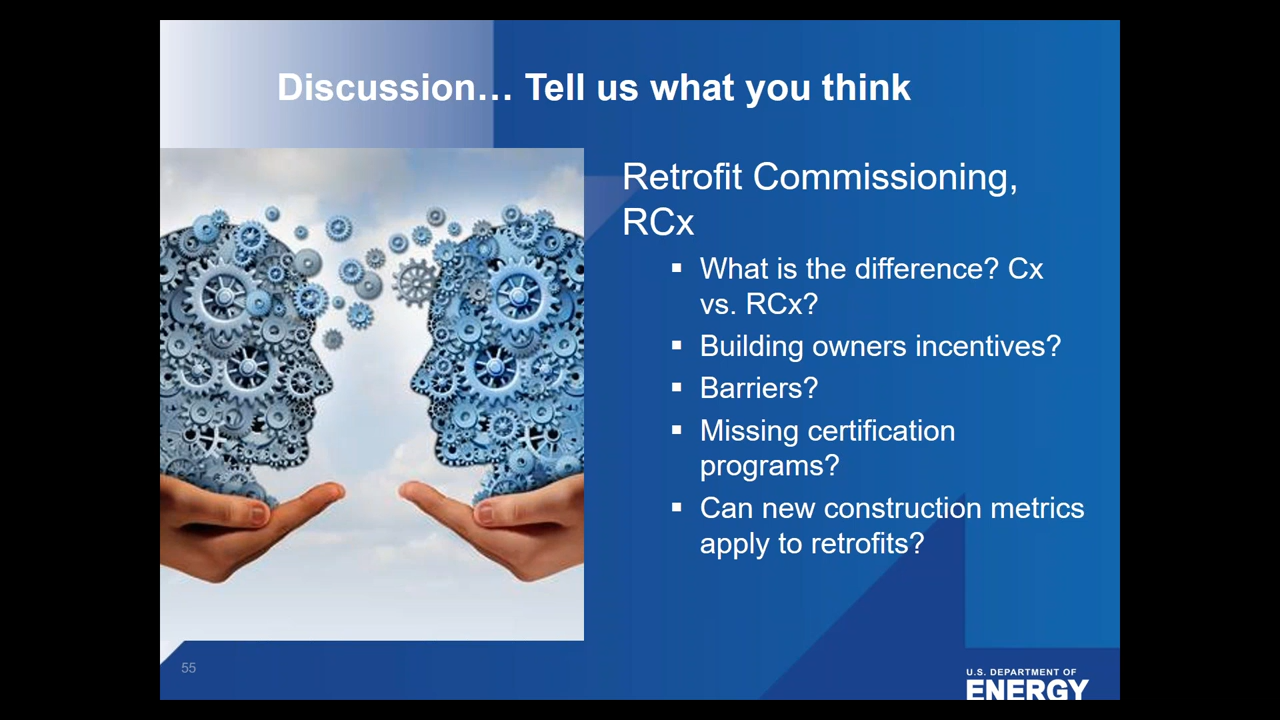 Discussion… Tell us what you think
Retrofit Commissioning,
RCx
▪ What is the difference? Cx
vs. RCx?
▪ Building owners incentives?
▪ Barriers?
▪ Missing certification
programs?
▪ Can new construction metrics
apply to retrofits?
55
U.S. DEPARTMENT OF
ENERGY